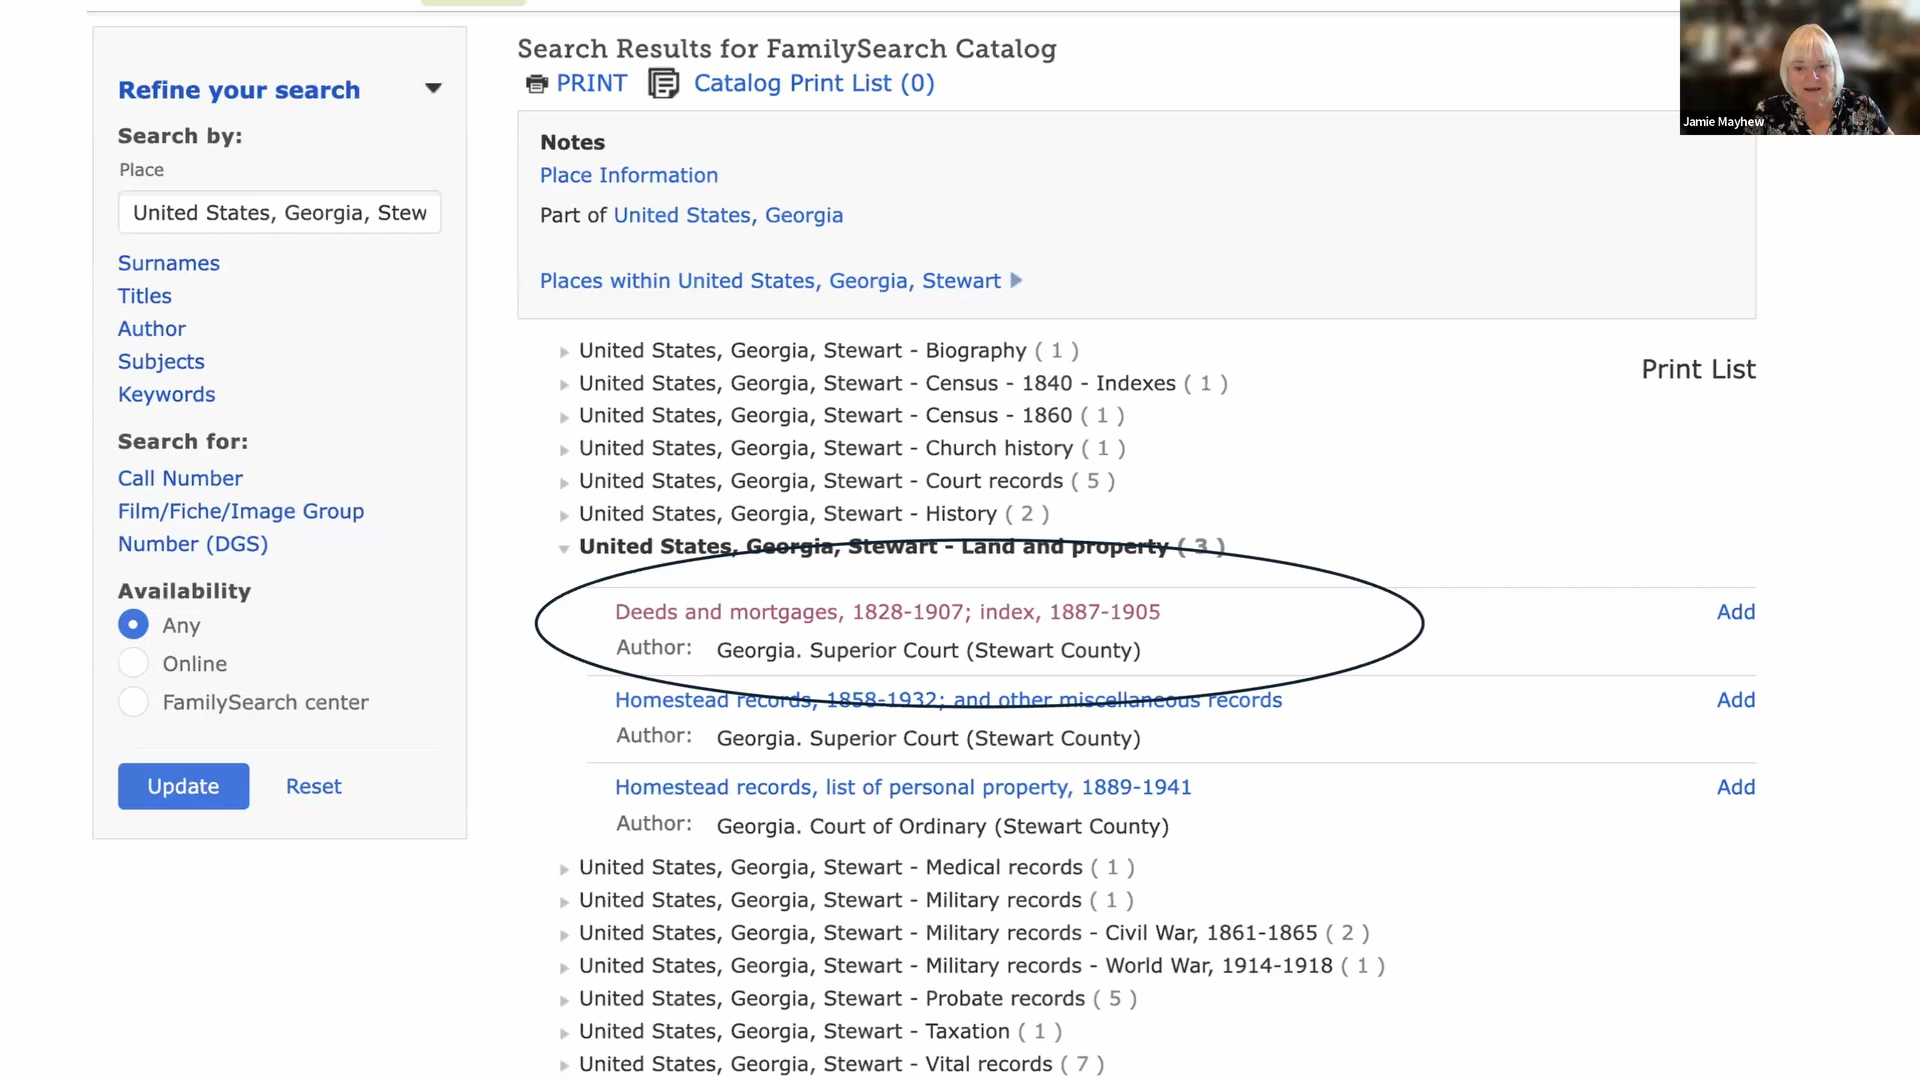 Search Results for FamilySearch Catalog
PRINT Catalog Print List (0)
Refine your search
Search by:
Place
United States, Georgia, Stew
Surnames
Titles
Author
Subjects
Keywords
Search for:
Call Number
Film/Fiche/Image Group
Number (DGS)
Availability
Any
Online
FamilySearch center
Update Reset
Notes
Place Information
Part of United States, Georgia
Places within United States, Georgia, Stewart
Print List
United States, Georgia, Stewart - Biography ( 1 )
United States, Georgia, Stewart - Census - 1840 - Indexes ( 1 )
United States, Georgia, Stewart - Census - 1860 ( 1 )
United States, Georgia, Stewart - Church history ( 1 )
United States, Georgia, Stewart - Court records ( 5 )
United States, Georgia, Stewart - History ( 2 )
United States, Georgia, Stewart - Land and property ( 3 )
Deeds and mortgages, 1828-1907; index, 1887-1905 Add
Author: Georgia. Superior Court (Stewart County)
Homestead records, 1858-1932; and other miscellaneous records Add
Author: Georgia. Superior Court (Stewart County)
Homestead records, list of personal property, 1889-1941 Add
Author: Georgia. Court of Ordinary (Stewart County)
United States, Georgia, Stewart - Medical records ( 1 )
United States, Georgia, Stewart - Military records ( 1 )
United States, Georgia, Stewart - Military records - Civil War, 1861-1865 ( 2 )
United States, Georgia, Stewart - Military records - World War, 1914-1918 ( 1 )
United States, Georgia, Stewart - Probate records ( 5 )
United States, Georgia, Stewart - Taxation ( 1 )
United States, Georgia, Stewart - Vital records ( 7 )
Jamie Mayhew